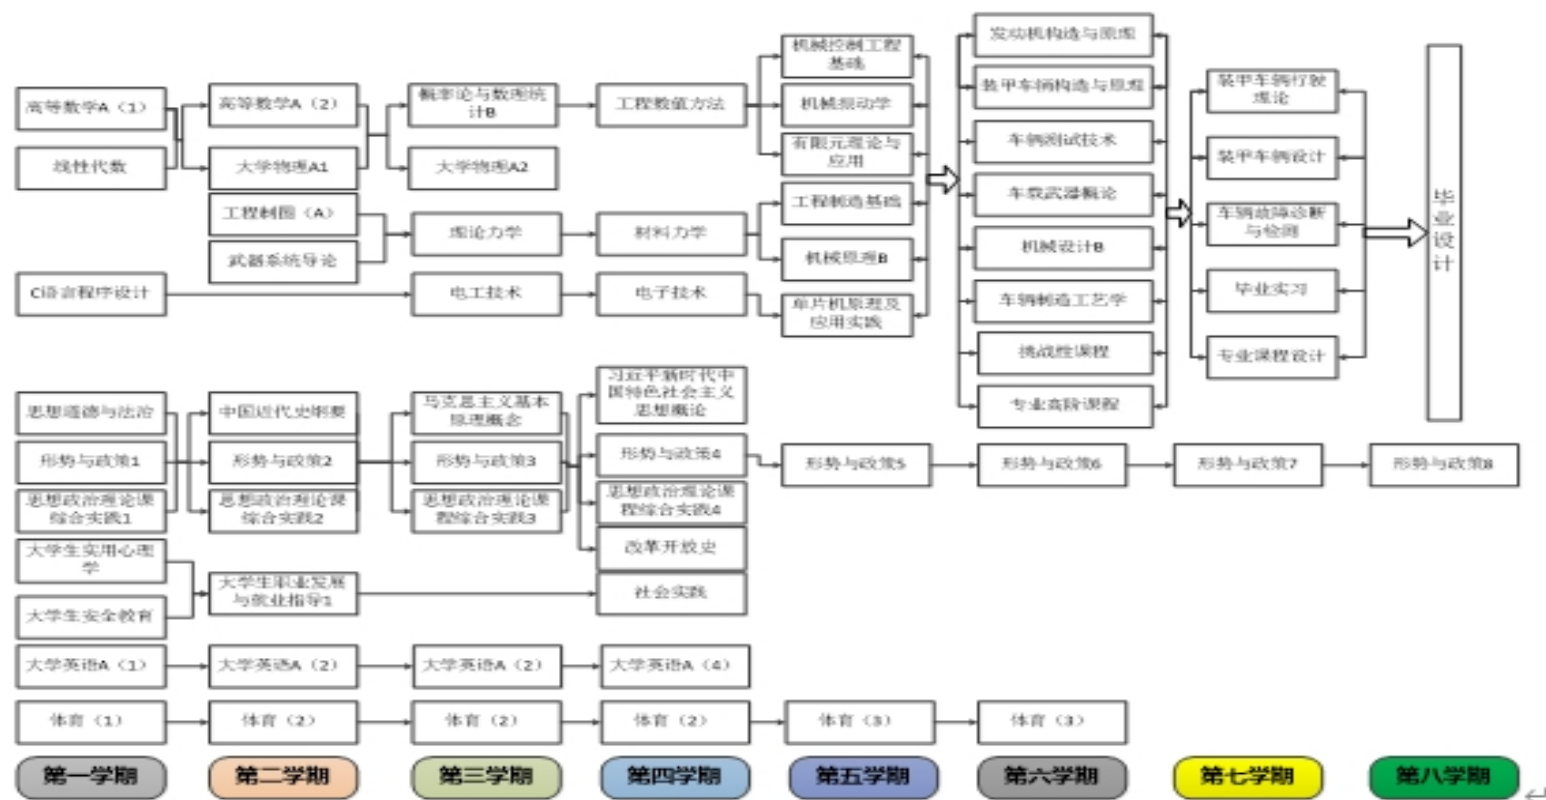 高等数学A（1）
线性代数
C语言程序设计
高等数学A（2）
大学物理A1
工程制图（A）
武器系统导论
概率论与数理统
计B
大学物理A2
理论力学
电工技术
工程数值方法
材料力学
电子技术
机械控制工程
基础
机械振动学
有限元理论与
应用
工程制造基础
机械原理B
单片机原理及
应用实践
发动机构造与原理
装甲车辆构造与原理
车辆测试技术
车载武器概论
机械设计B
车辆制造工艺学
挑战性课程
专业高阶课程
装甲车辆行驶
理论
装甲车辆设计
车辆故障诊断
与检测
毕业实习
专业课程设计
毕
业
设
计
思想道德与法治
形势与政策1
思想政治理论课
综合实践1
大学生实用心理
学
大学生安全教育
中国近代史纲要
形势与政策2
思想政治理论课
综合实践2
大学生职业发展
与就业指导1
马克思主义基本
原理概念
形势与政策3
思想政治理论课
程综合实践3
习近平新时代中
国特色社会主义
思想概论
形势与政策4
思想政治理论课
程综合实践4
改革开放史
社会实践
形势与政策5
形势与政策6
形势与政策7
形势与政策8
大学英语A（1）
大学英语A（2）
大学英语A（2）
大学英语A（4）
体育（1）
体育（2）
体育（2）
体育（2）
体育（3）
体育（3）
第一学期
第二学期
第三学期
第四学期
第五学期
第六学期
第七学期
第八学期